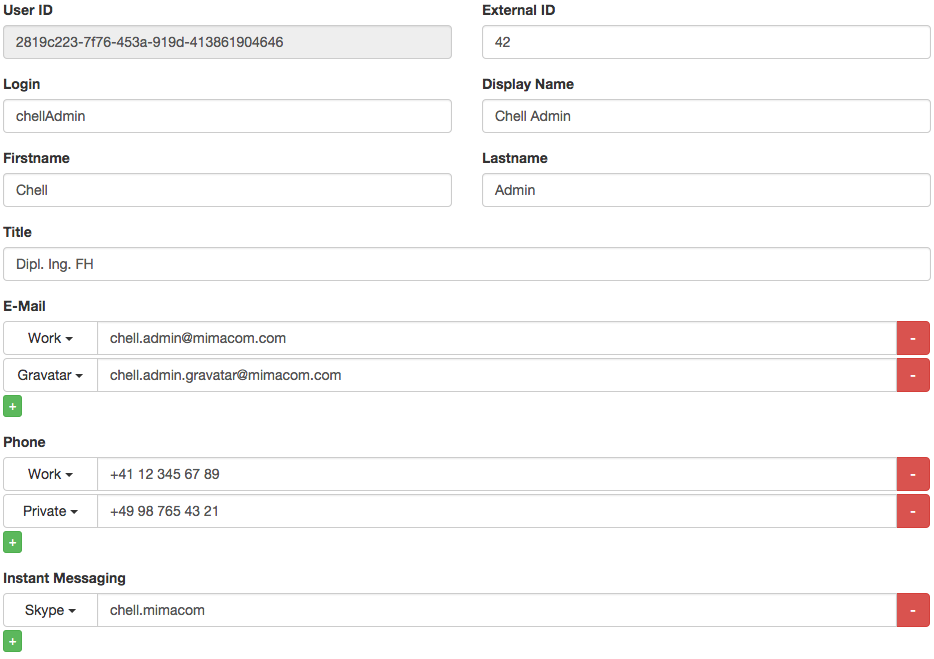 User ID External ID
2819c223-7f76-453a-919d-413861904646 42
Login Display Name
chellAdmin Chell Admin
Firstname Lastname
Chell Admin
Title
Dipl. Ing. FH
E-Mail
Work chell.admin@mimacom.com -
Gravatar chell.admin.gravatar@mimacom.com -
+
Phone
Work +41 12 345 67 89 -
Private +49 98 765 43 21 -
+
Instant Messaging
Skype chell.mimacom -
+